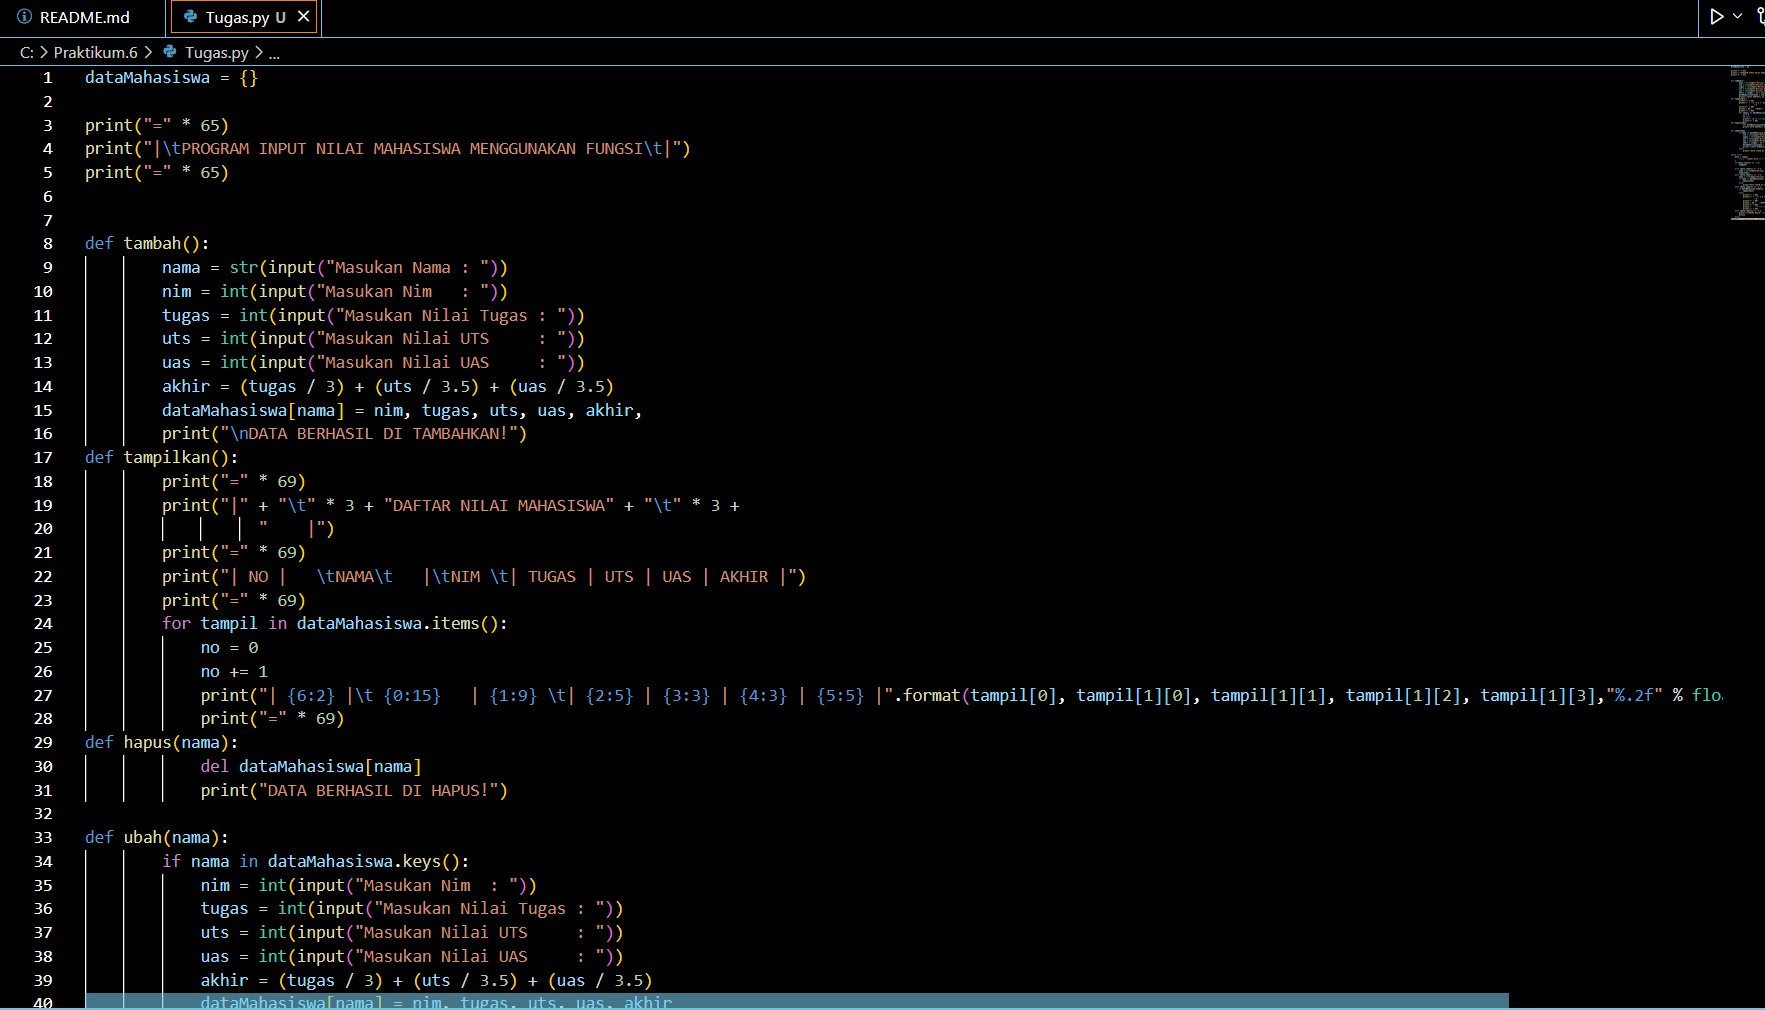 README.md
Tugas.py U
C: > Praktikum.6 > Tugas.py > ...
1 dataMahasiswa = {}
2
3 print("=" * 65)
4 print("|\tPROGRAM INPUT NILAI MAHASISWA MENGGUNAKAN FUNGSI\t|")
5 print("=" * 65)
6
7
8 def tambah():
9         nama = str(input("Masukan Nama : "))
10         nim = int(input("Masukan Nim   : "))
11         tugas = int(input("Masukan Nilai Tugas : "))
12         uts = int(input("Masukan Nilai UTS     : "))
13         uas = int(input("Masukan Nilai UAS     : "))
14         akhir = (tugas / 3) + (uts / 3.5) + (uas / 3.5)
15         dataMahasiswa[nama] = nim, tugas, uts, uas, akhir,
16         print("\nDATA BERHASIL DI TAMBAHKAN!")
17 def tampilkan():
18         print("=" * 69)
19         print("|" + "\t" * 3 + "DAFTAR NILAI MAHASISWA" + "\t" * 3 +
20                   "    |")
21         print("=" * 69)
22         print("| NO |   \tNAMA\t   |\tNIM \t| TUGAS | UTS | UAS | AKHIR |")
23         print("=" * 69)
24         for tampil in dataMahasiswa.items():
25             no = 0
26             no += 1
27             print("| {6:2} |\t {0:15}   | {1:9} \t| {2:5} | {3:3} | {4:3} | {5:5} |".format(tampil[0], tampil[1][0], tampil[1][1], tampil[1][2], tampil[1][3],"%.2f" %
28             print("=" * 69)
29 def hapus(nama):
30             del dataMahasiswa[nama]
31             print("DATA BERHASIL DI HAPUS!")
32
33 def ubah(nama):
34         if nama in dataMahasiswa.keys():
35             nim = int(input("Masukan Nim  : "))
36             tugas = int(input("Masukan Nilai Tugas : "))
37             uts = int(input("Masukan Nilai UTS     : "))
38             uas = int(input("Masukan Nilai UAS     : "))
39             akhir = (tugas / 3) + (uts / 3.5) + (uas / 3.5)
40             dataMahasiswa[nama] = nim, tugas, uts, uas, akhir